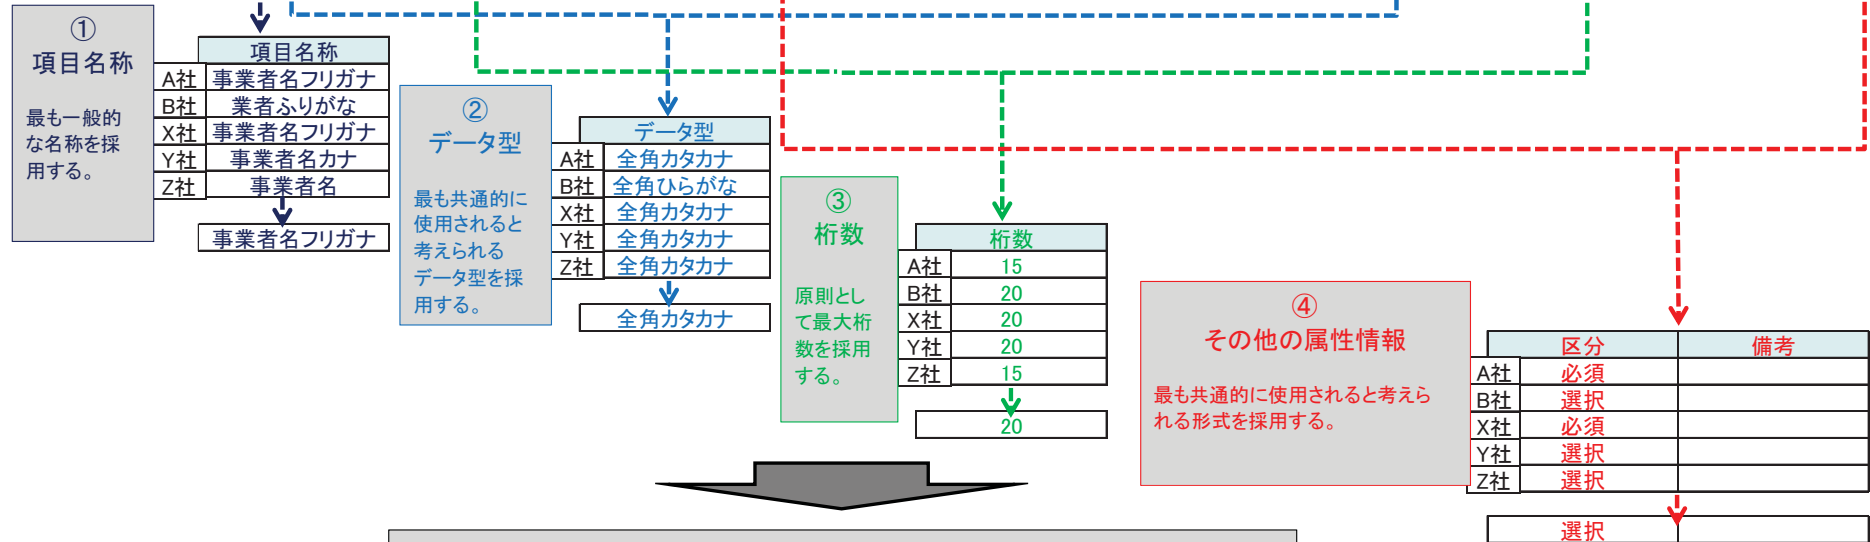 ①
項目名称
最も一般的
な名称を採
用する。
項目名称
A社 事業者名フリガナ
B社 業者ふりがな
X社 事業者名フリガナ
Y社 事業者名カナ
Z社 事業者名
事業者名フリガナ
②
データ型
最も共通的に
使用されると
考えられる
データ型を採
用する。
データ型
A社 全角カタカナ
B社 全角ひらがな
X社 全角カタカナ
Y社 全角カタカナ
Z社 全角カタカナ
全角カタカナ
③
桁数
原則とし
て最大桁
数を採用
する。
桁数
A社 15
B社 20
X社 20
Y社 20
Z社 15
20
④
その他の属性情報
最も共通的に使用されると考えら
れる形式を採用する。
区分 備考
A社 必須
B社 選択
X社 必須
Y社 選択
Z社 選択
選択